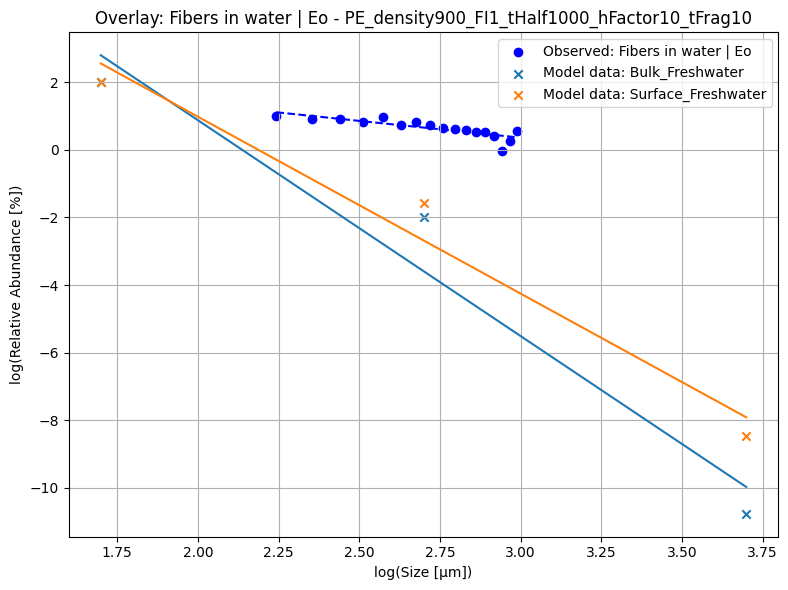 Overlay: Fibers in water | Eo - PE_density900_FI1_tHalf1000_hFactor10_tFrag10
Observed: Fibers in water | Eo
Model data: Bulk_Freshwater
Model data: Surface_Freshwater
log(Relative Abundance [%])
2
0
−2
−4
−6
−8
−10
1.75
2.00
2.25
2.50
2.75
3.00
3.25
3.50
3.75
log(Size [μm])